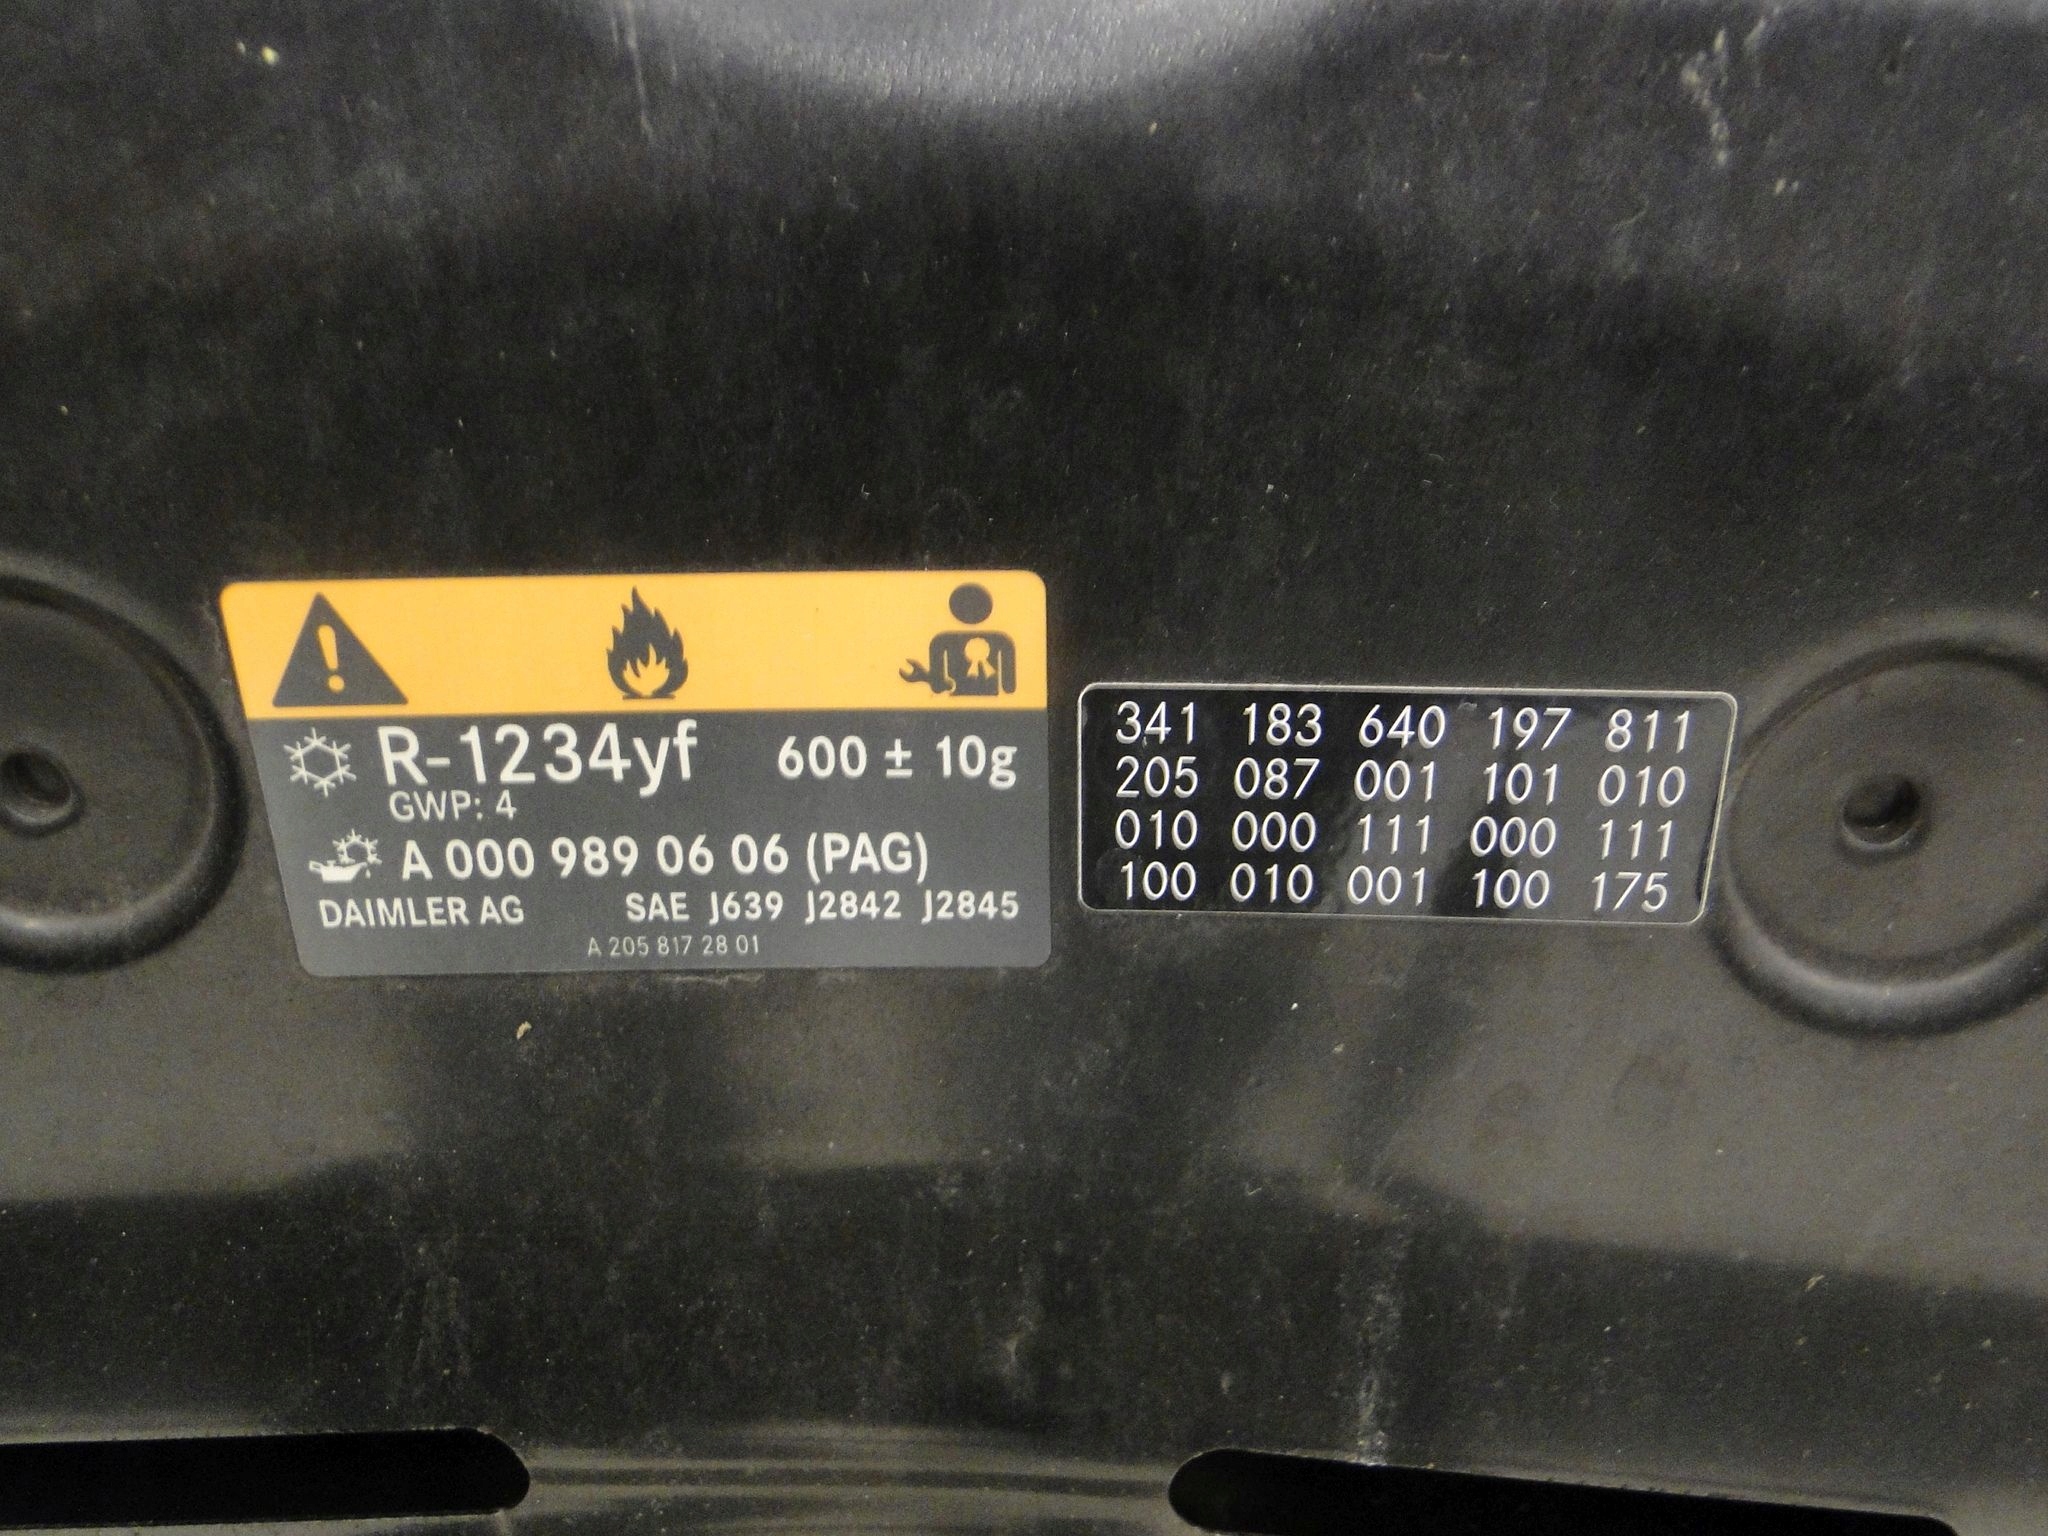 R-1234yf 600 ± 10g
GWP: 4
A 000 989 06 06 (PAG)
DAIMLER AG SAE J639 J2842 J2845
A 205 817 28 01
341 183 640 197 811
205 087 001 101 010
010 000 111 000 111
100 010 001 100 175